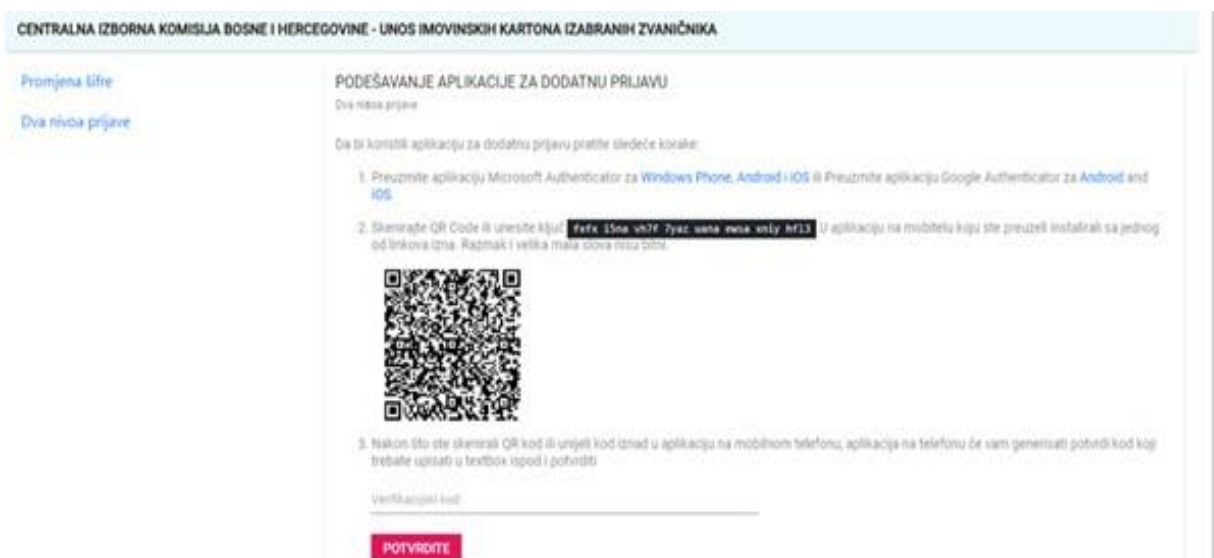 CENTRALNA IZBORNA KOMISIJA BOSNE I HERCEGOVINE - UNOS IMOVINSKIH KARTONA IZABRANIH ZVANIČNIKA
Promjena šifre
Dva nivoa prijave
PODEŠAVANJE APLIKACIJE ZA DODATNU PRIJAVU
Dva nivoa prijave
Da bi koristili aplikaciju za dodatnu prijavu pratite sledeće korake:
1. Preuzmite aplikaciju Microsoft Authenticator za Windows Phone, Android i iOS ili Preuzmite aplikaciju Google Authenticator za Android and
iOS.
2. Skenirajte QR Code ili unesite ključ U aplikaciju na mobitelu koju ste preuzeli instalirali sa jednog
od linkova izna. Razmak i velika mala slova nisu bitni.
3. Nakon što ste skenirali QR kod ili unijeli kod iznad u aplikaciju na mobilnom telefonu, aplikacija na telefonu će vam generisati potvrdi kod koji
trebate upisati u textbox ispod i potvrditi
Verifikacijski kod
POTVRDITE